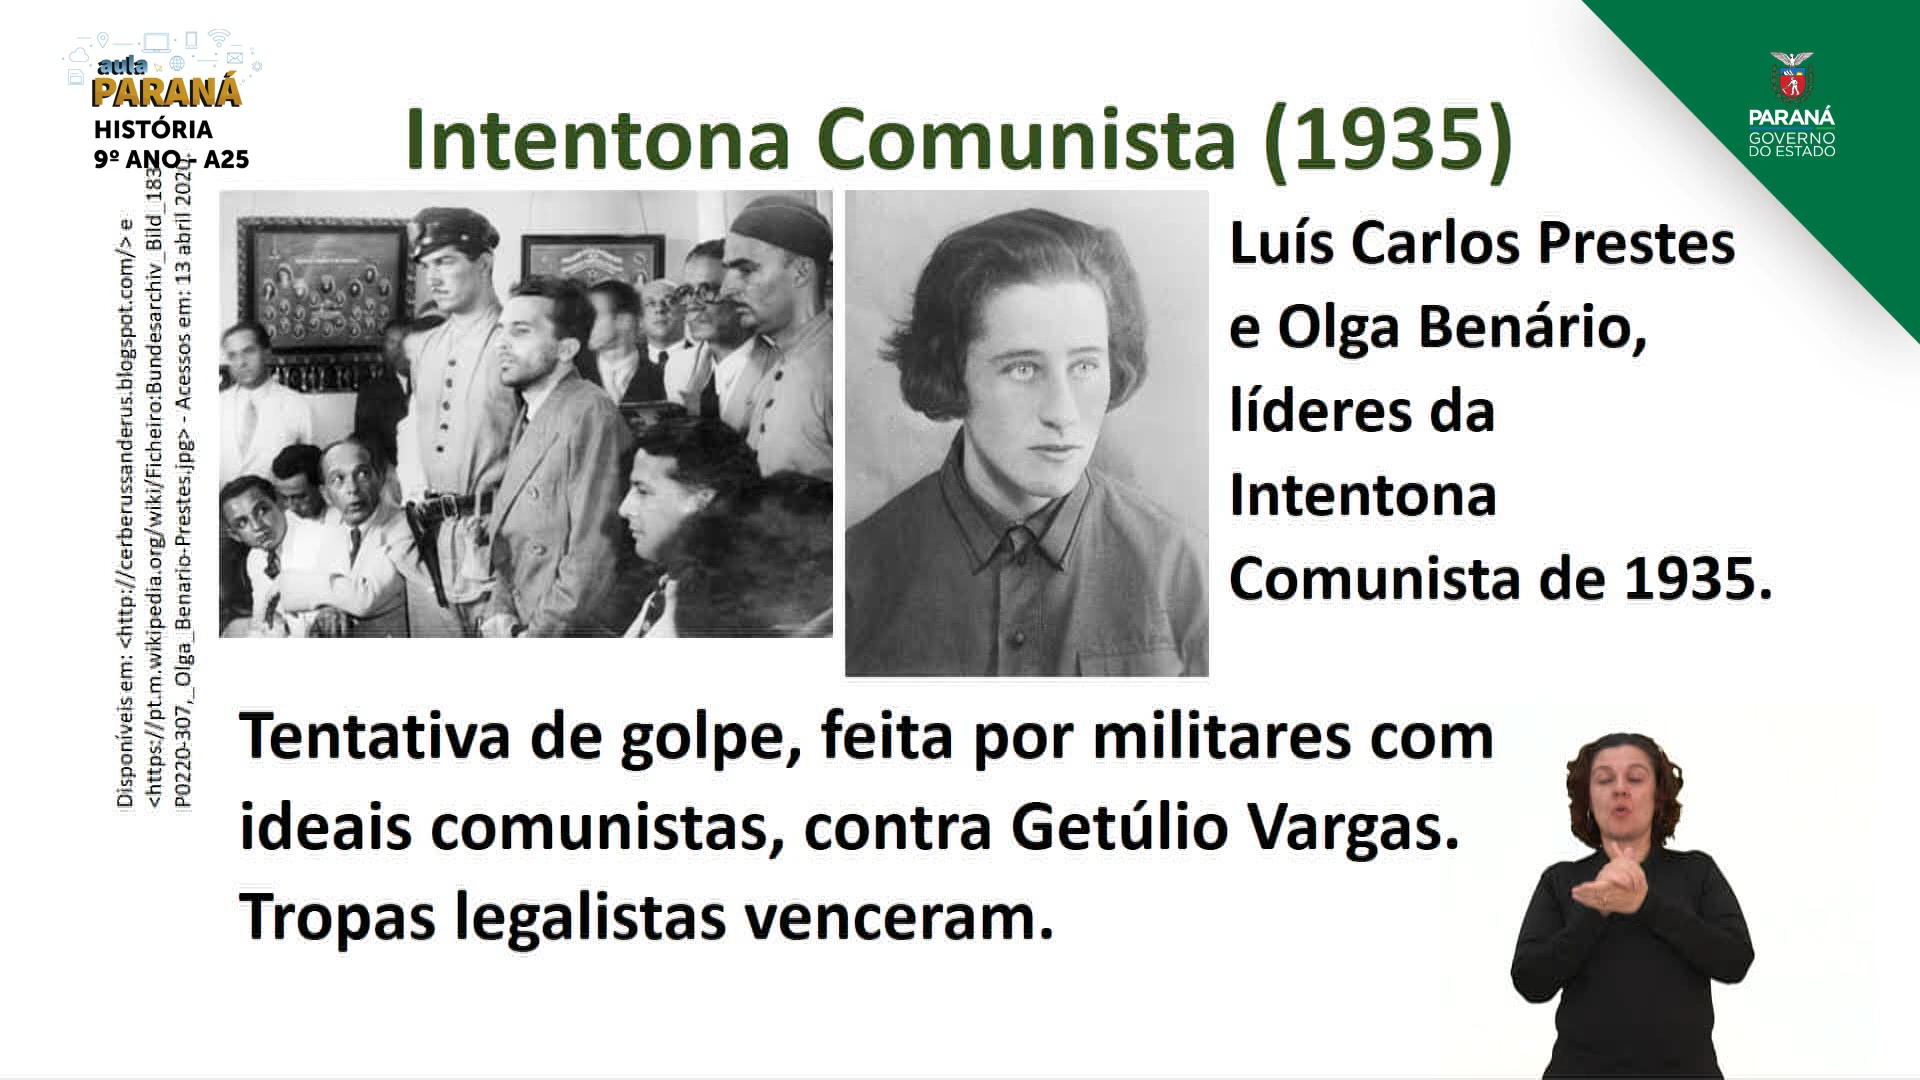 aula
PARANÁ
HISTÓRIA
9º ANO - A25
PARANÁ
GOVERNO
DO ESTADO
Intentona Comunista (1935)
Disponíveis em: <http://cerberussanderus.blogspot.com/> e
<https://pt.m.wikipedia.org/wiki/Ficheiro:Bundesarchiv_Bild_183
P0220-307,_Olga_Benario-Prestes.jpg> - Acessos em: 13 abril 2020.
Luís Carlos Prestes
e Olga Benário,
líderes da
Intentona
Comunista de 1935.
Tentativa de golpe, feita por militares com
ideais comunistas, contra Getúlio Vargas.
Tropas legalistas venceram.